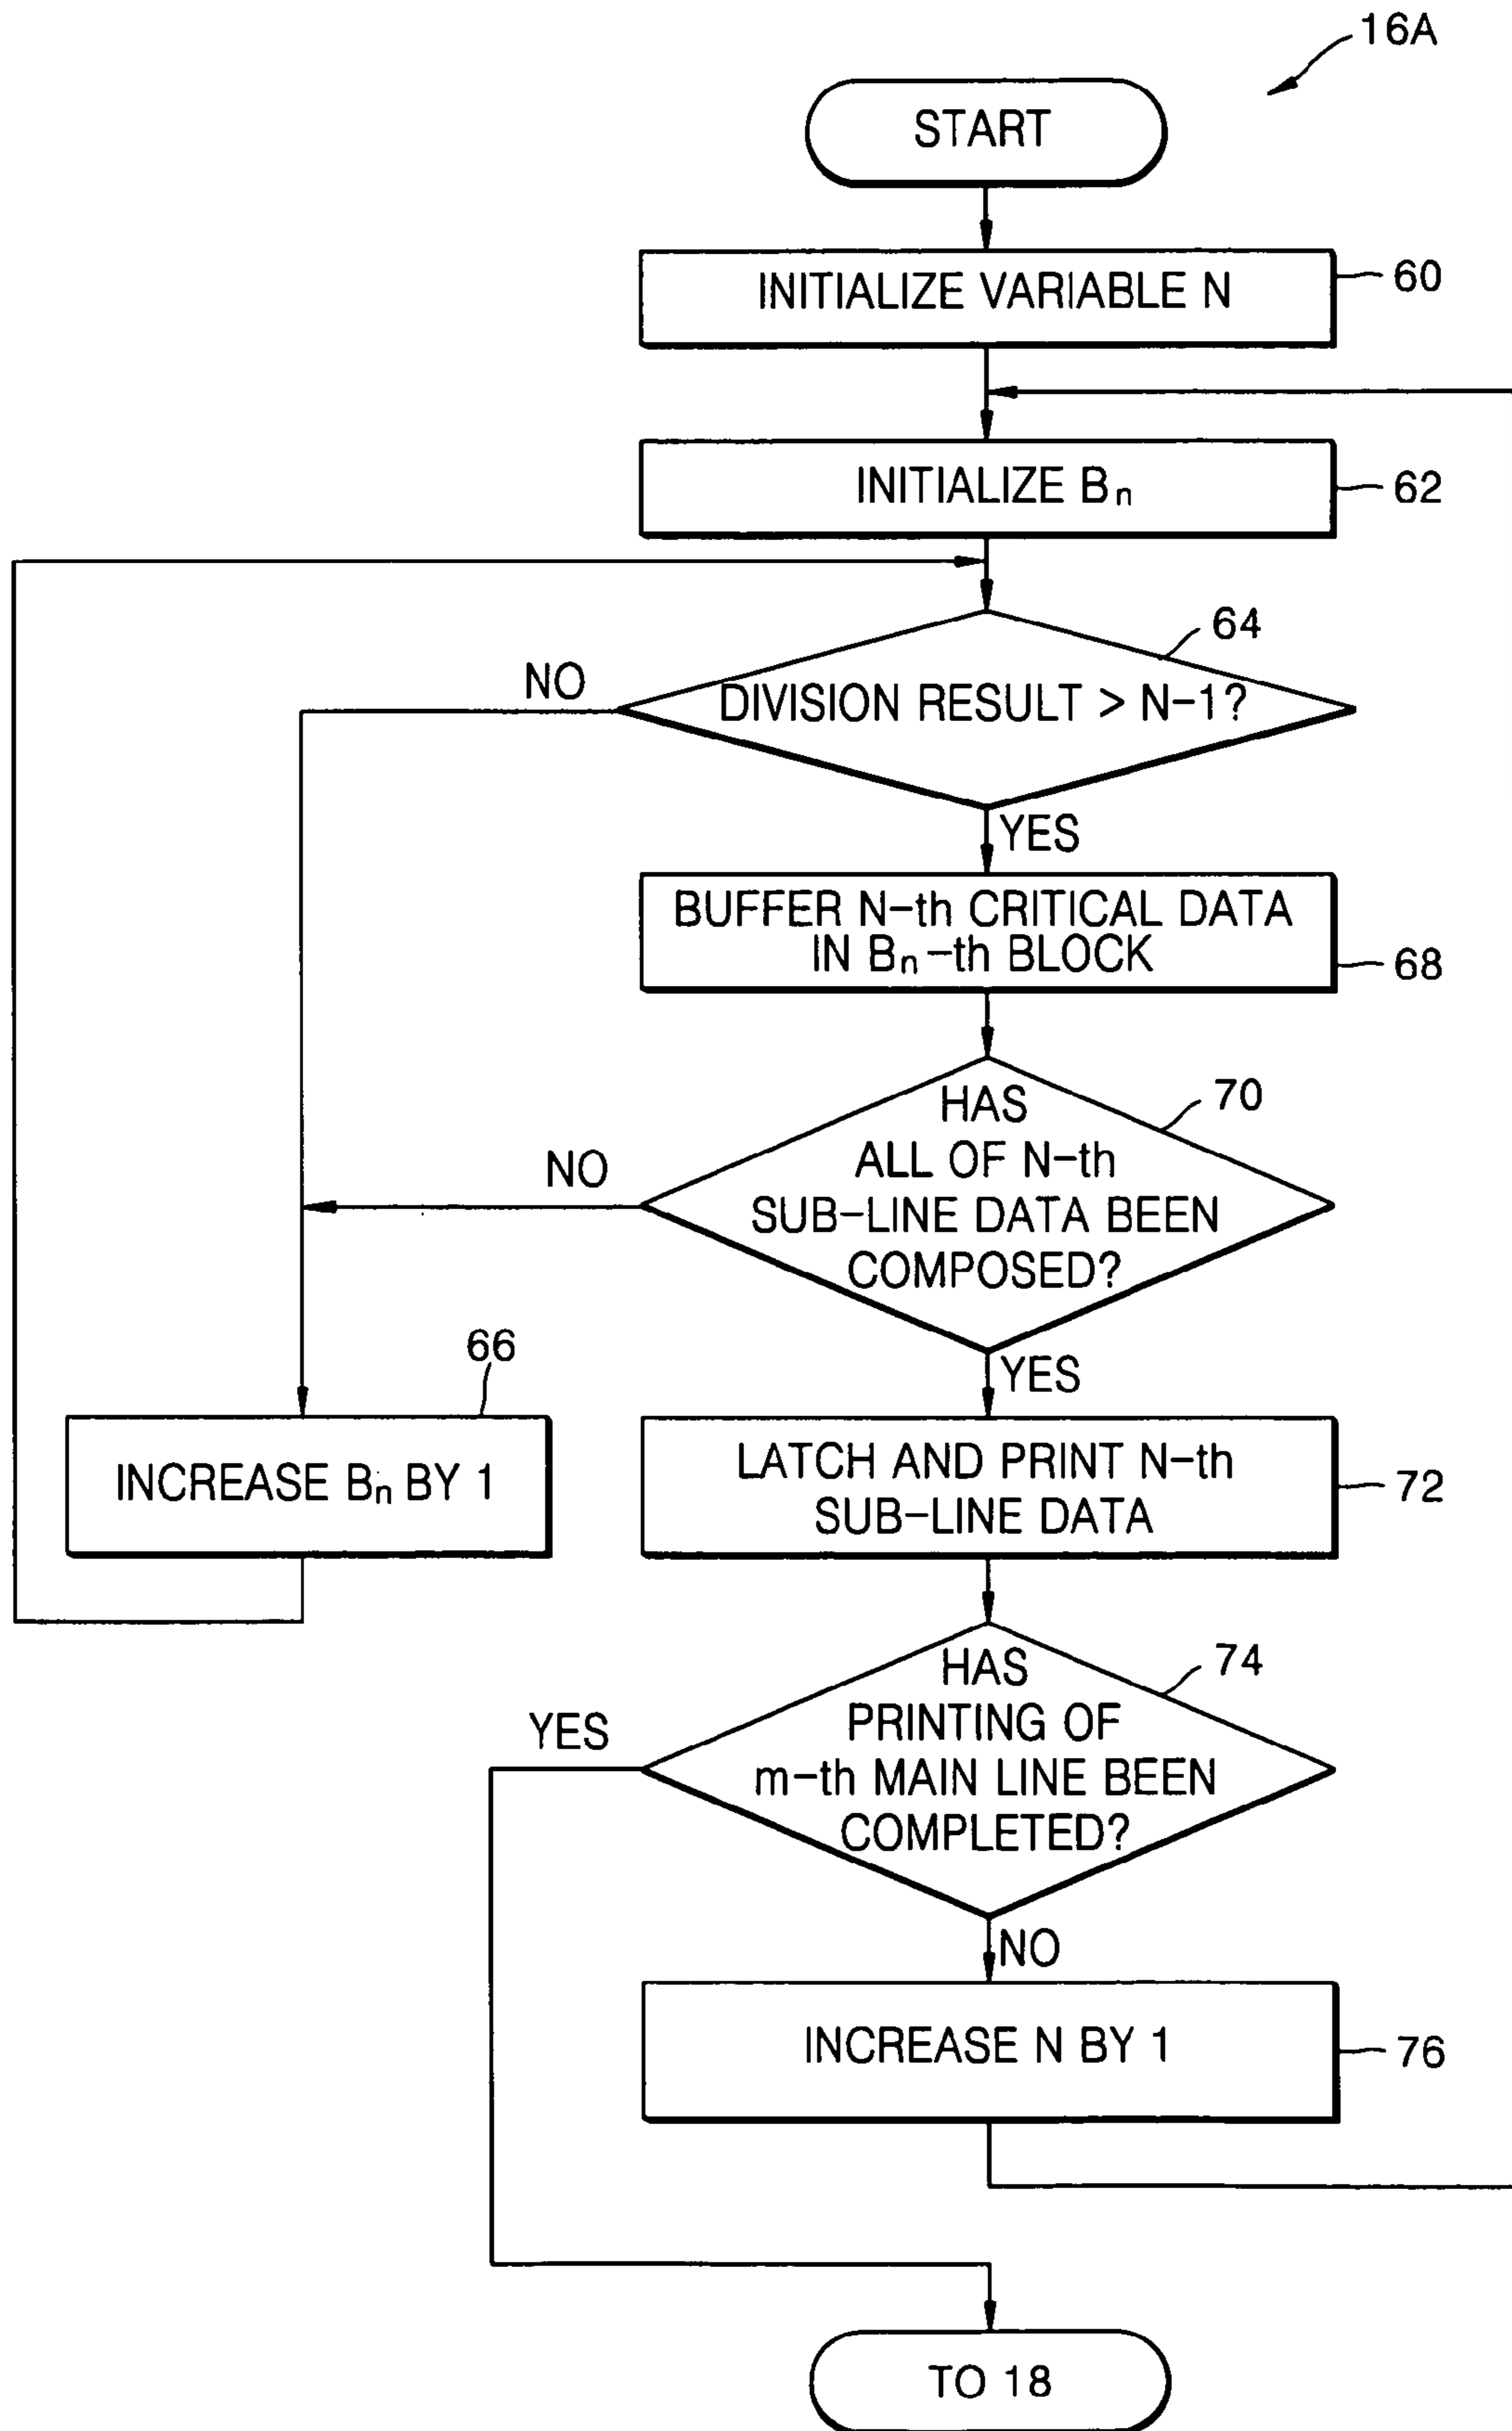 16A
START
INITIALIZE VARIABLE N
60
INITIALIZE Bn
62
64
NO
DIVISION RESULT > N-1?
YES
BUFFER N-th CRITICAL DATA
IN Bn-th BLOCK
68
HAS
70
ALL OF N-th
NO
SUB-LINE DATA BEEN
COMPOSED?
66
YES
INCREASE Bn BY 1
LATCH AND PRINT N-th
SUB-LINE DATA
72
HAS
74
YES
PRINTING OF
m-th MAIN LINE BEEN
COMPLETED?
NO
INCREASE N BY 1
76
TO 18